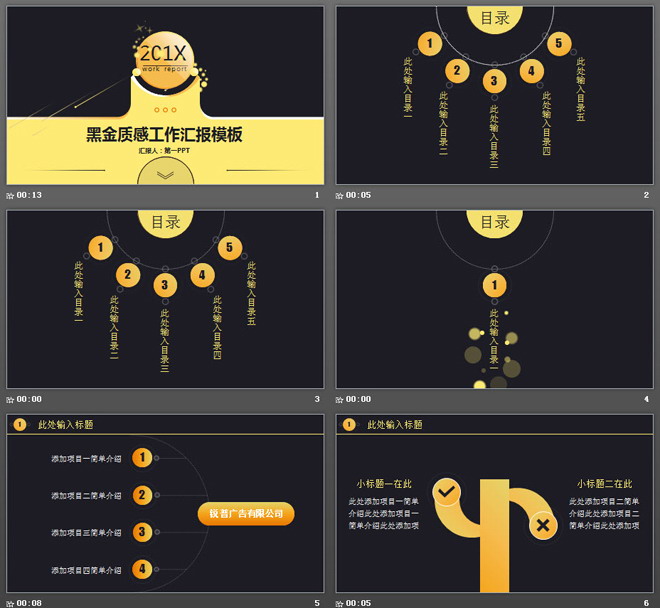 201X
work report
黑金质感工作汇报模板
汇报人：第一PPT
00:13
1
目录
1
2
3
4
5
此处输入目录一
此处输入目录二
此处输入目录三
此处输入目录四
此处输入目录五
00:05
2
目录
1
2
3
4
5
此处输入目录一
此处输入目录二
此处输入目录三
此处输入目录四
此处输入目录五
00:00
3
目录
1
此处输入目录一
00:00
4
1
此处输入标题
添加项目一简单介绍
1
添加项目二简单介绍
2
添加项目三简单介绍
3
添加项目四简单介绍
4
锐普广告有限公司
00:08
5
1
此处输入标题
小标题一在此
此处添加项目一简单
介绍此处添加项目一
简单介绍此处添加项
小标题二在此
此处添加项目二简单
介绍此处添加项目二
简单介绍此处添加项
00:05
6